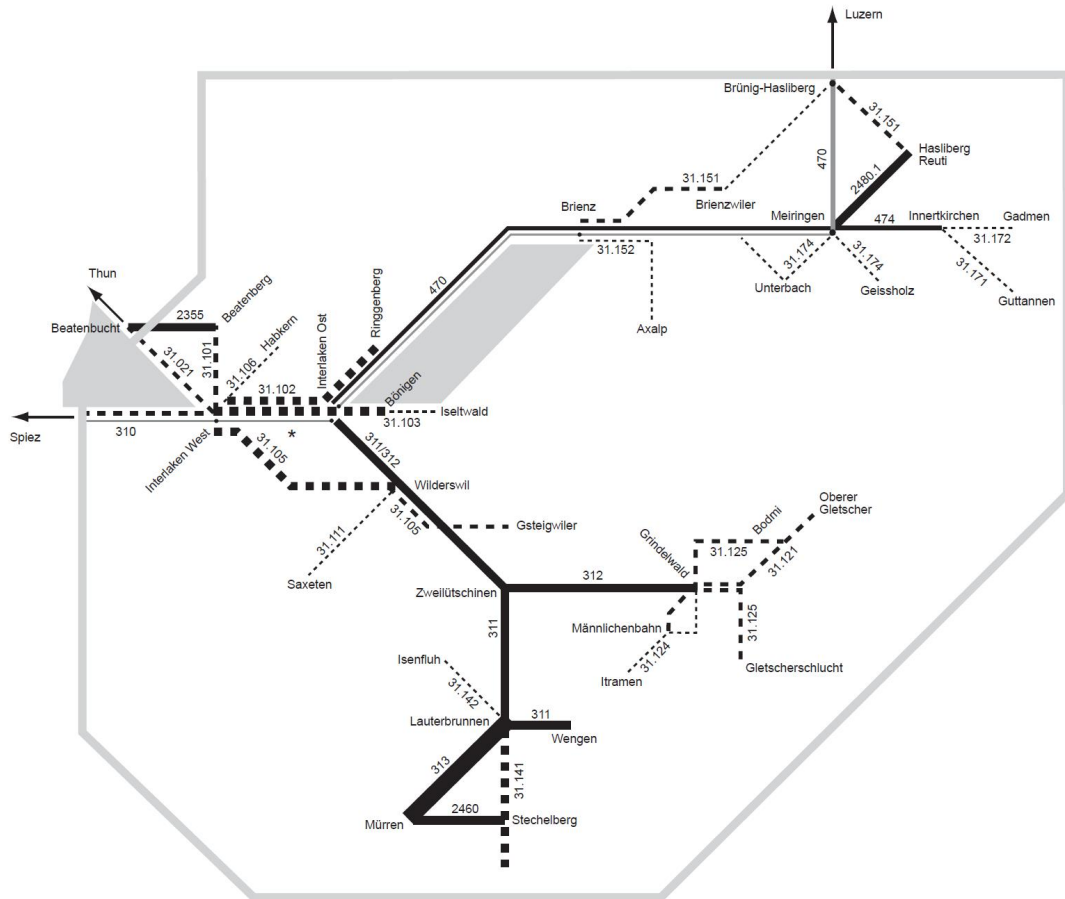 Luzern
Brünig-Hasliberg
31.151
Hasliberg
Reuti
470
2480.1
31.151
Brienzwiler
Brienz
Meiringen
474
Innertkirchen
Gadmen
31.172
31.152
31.174
31.174
31.171
Unterbach
Geissholz
Guttannen
Axalp
470
Thun
Beatenberg
2355
Beatenbucht
31.021
31.101
31.106
Habkern
Interlaken Ost
Ringgenberg
31.102
Bönigen
31.103
Iseltwald
Spiez
310
Interlaken West
*
31.105
311/312
Wilderswil
31.105
Gsteigwiler
31.111
Saxeten
Oberer
Gletscher
Bodmi
Grindelwald
31.125
31.121
Zweilütschinen
312
31.125
311
Männlichenbahn
31.124
Itramen
Gletscherschlucht
Isenfluh
31.142
Lauterbrunnen
311
Wengen
313
31.141
2460
Mürren
Stechelberg